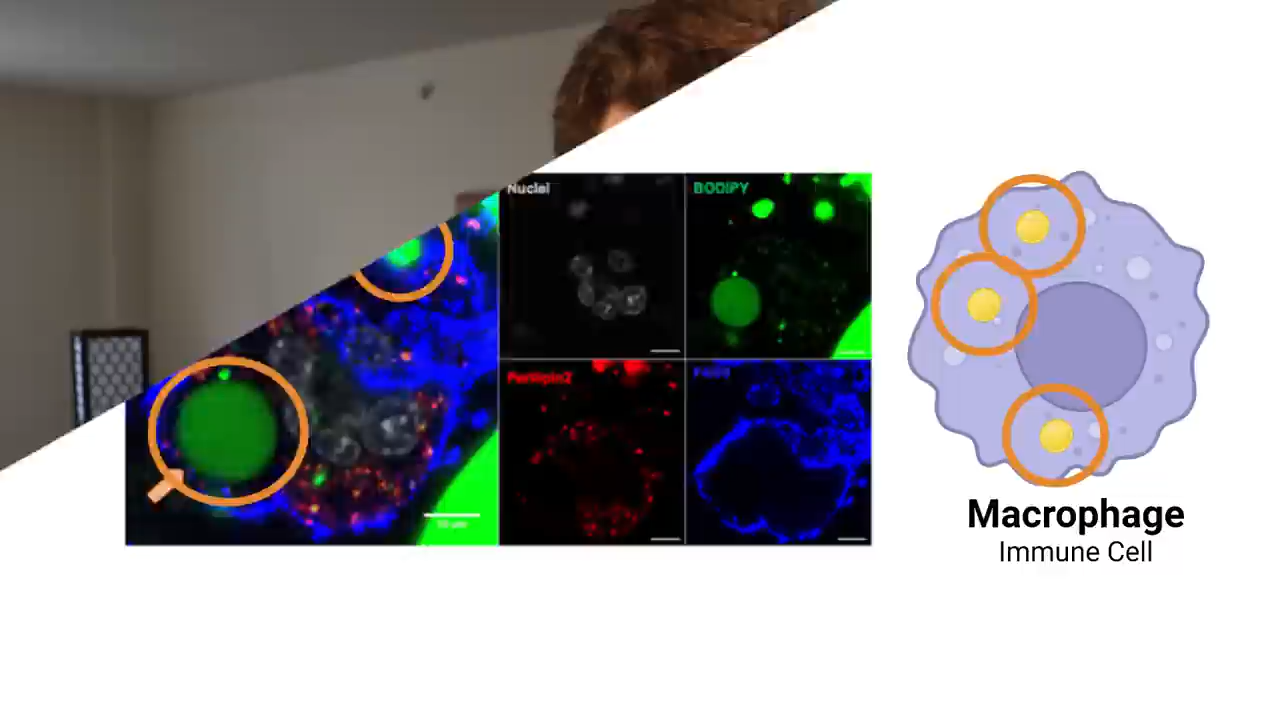 Nuclei
BODIPY
Perilipin2
Macrophage
Immune Cell